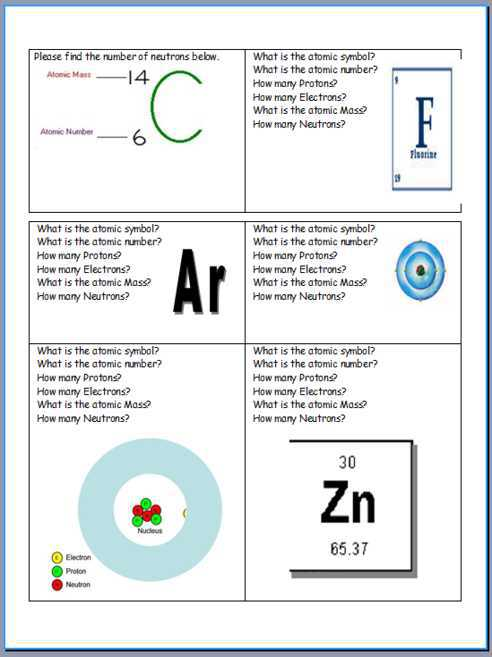 Please find the number of neutrons below.
Atomic Mass 14
C
Atomic Number 6
What is the atomic symbol?
What is the atomic number?
How many Protons?
How many Electrons?
What is the atomic Mass?
How many Neutrons?
9
F
Fluorine
19
What is the atomic symbol?
What is the atomic number?
How many Protons?
How many Electrons?
What is the atomic Mass?
How many Neutrons?
Ar
What is the atomic symbol?
What is the atomic number?
How many Protons?
How many Electrons?
What is the atomic Mass?
How many Neutrons?
What is the atomic symbol?
What is the atomic number?
How many Protons?
How many Electrons?
What is the atomic Mass?
How many Neutrons?
Nucleus
Electron
Proton
Neutron
What is the atomic symbol?
What is the atomic number?
How many Protons?
How many Electrons?
What is the atomic Mass?
How many Neutrons?
30
Zn
65.37